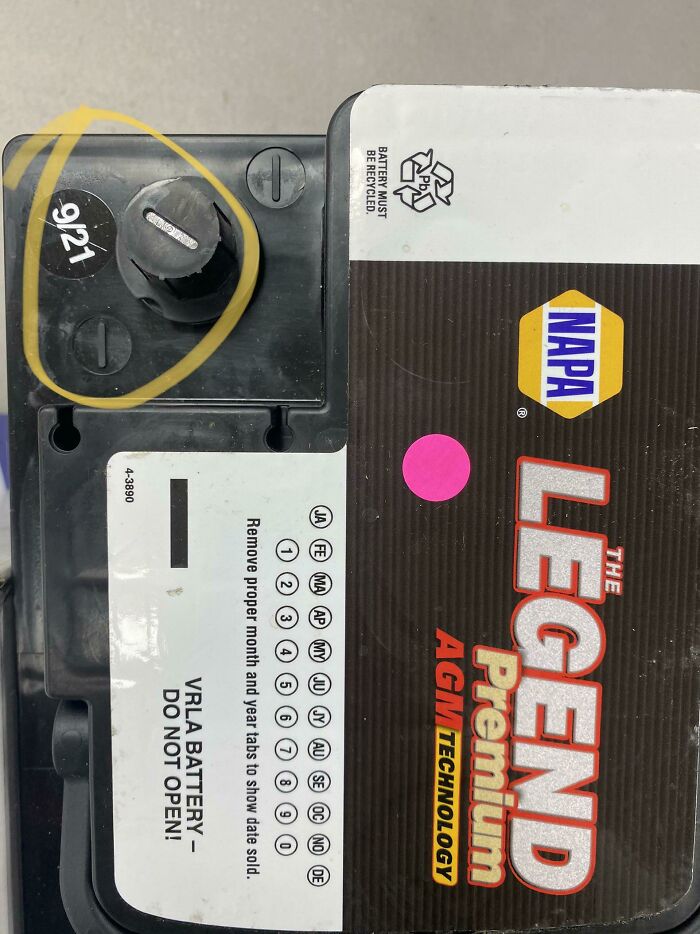 9/21
BATTERY MUST
BE RECYCLED.
Pb
NAPA
®
THE
LEGEND
Premium
AGM TECHNOLOGY
4-3890
JA FE MA AP MY JU JY AU SE OC NO DE
1 2 3 4 5 6 7 8 9 0
Remove proper month and year tabs to show date sold.
VRLA BATTERY –
DO NOT OPEN!